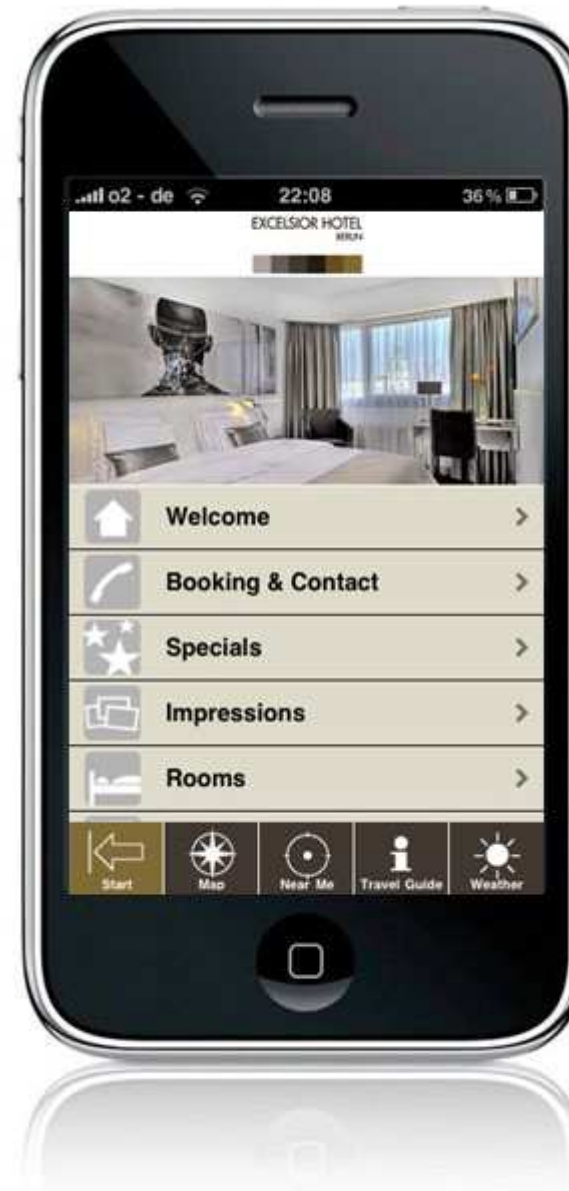 o2 - de 22:08 36 %
EXCELSIOR HOTEL
BERLIN
Welcome
Booking & Contact
Specials
Impressions
Rooms
Start Map Near Me Travel Guide Weather